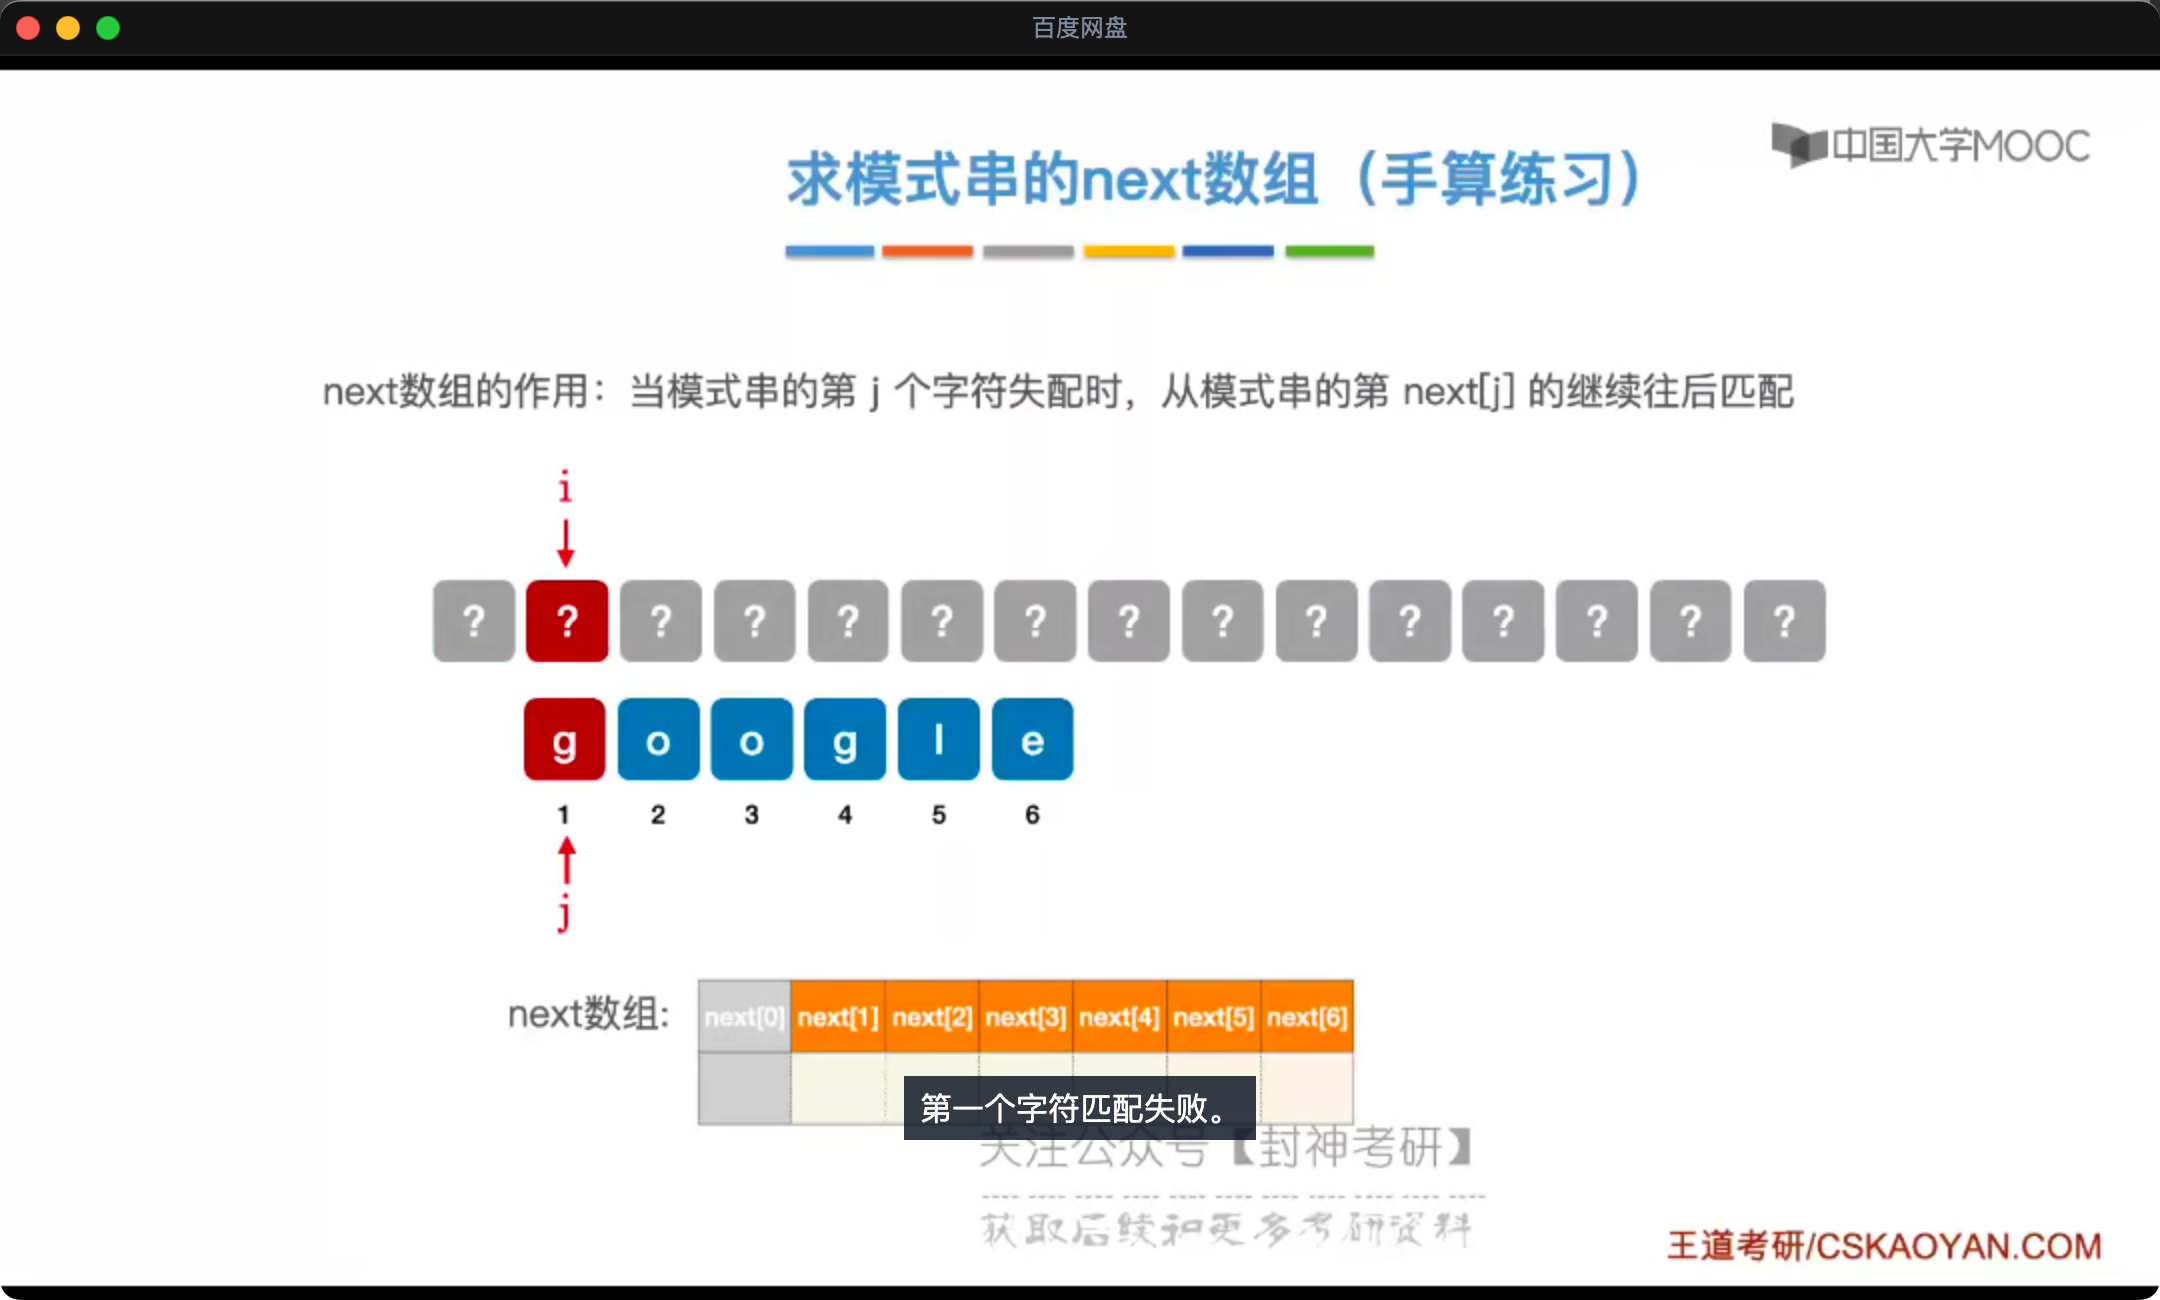 百度网盘
中国大学MOOC
求模式串的next数组（手算练习）
next数组的作用：当模式串的第 j 个字符失配时，从模式串的第 next[j] 的继续往后匹配
i
? ? ? ? ? ? ? ? ? ? ? ? ? ? ?
g o o g l e
1 2 3 4 5 6
j
next数组: next[0] next[1] next[2] next[3] next[4] next[5] next[6]
第一个字符匹配失败。
关注公众号【封神考研】
获取后续和更多考研资料
王道考研/CSKAOYAN.COM